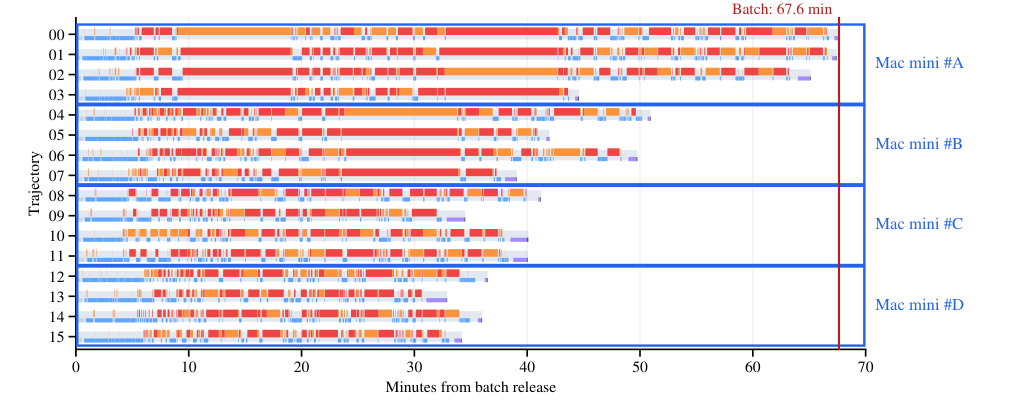 Batch: 67.6 min
00
01
02
03
Mac mini #A
04
05
06
07
Mac mini #B
08
09
10
11
Mac mini #C
12
13
14
15
Mac mini #D
Trajectory
0 10 20 30 40 50 60 70
Minutes from batch release